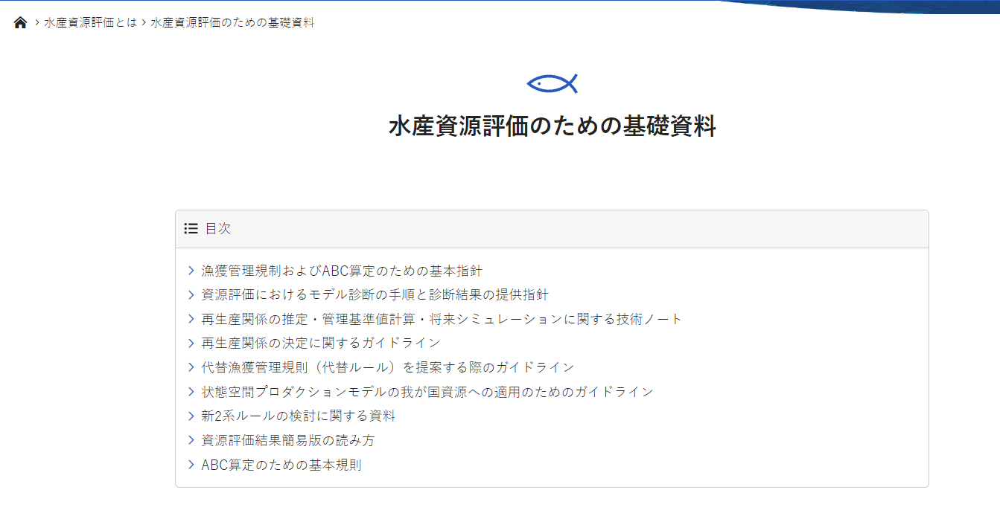 水産資源評価とは 水産資源評価のための基礎資料
水産資源評価のための基礎資料
目次
漁獲管理規制およびABC算定のための基本指針
資源評価におけるモデル診断の手順と診断結果の提供指針
再生産関係の推定・管理基準値計算・将来シミュレーションに関する技術ノート
再生産関係の決定に関するガイドライン
代替漁獲管理規則（代替ルール）を提案する際のガイドライン
状態空間プロダクションモデルの我が国資源への適用のためのガイドライン
新2系ルールの検討に関する資料
資源評価結果簡易版の読み方
ABC算定のための基本規則